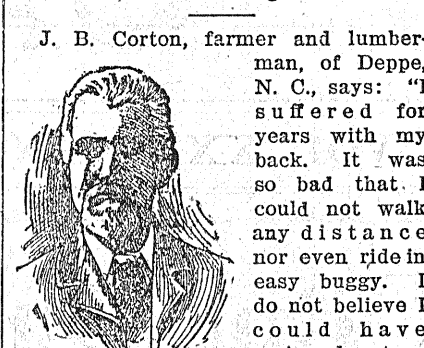 J. B. Corton, farmer and lumber-
man, of Deppe,
N. C., says: "I
suffered for
years with my
back. It was
so bad that I
could not walk
any distance
nor even ride in
easy buggy. I
do not believe I
could have